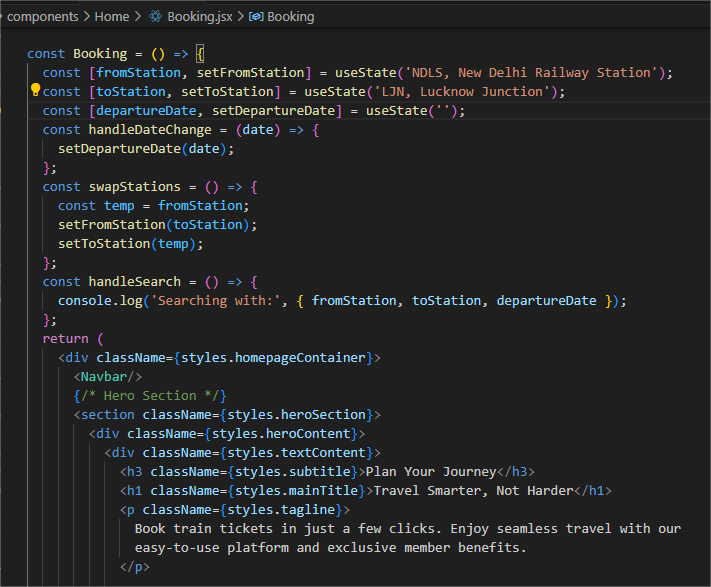 components > Home > Booking.jsx > Booking
const Booking = () => {
const [fromStation, setFromStation] = useState('NDLS, New Delhi Railway Station');
const [toStation, setToStation] = useState('LJN, Lucknow Junction');
const [departureDate, setDepartureDate] = useState('');
const handleDateChange = (date) => {
setDepartureDate(date);
};
const swapStations = () => {
const temp = fromStation;
setFromStation(toStation);
setToStation(temp);
};
const handleSearch = () => {
console.log('Searching with:', { fromStation, toStation, departureDate });
};
return (
<div className={styles.homepageContainer}>
<Navbar/>
{/* Hero Section */}
<section className={styles.heroSection}>
<div className={styles.heroContent}>
<div className={styles.textContent}>
<h3 className={styles.subtitle}>Plan Your Journey</h3>
<h1 className={styles.mainTitle}>Travel Smarter, Not Harder</h1>
<p className={styles.tagline}>
Book train tickets in just a few clicks. Enjoy seamless travel with our
easy-to-use platform and exclusive member benefits.
</p>